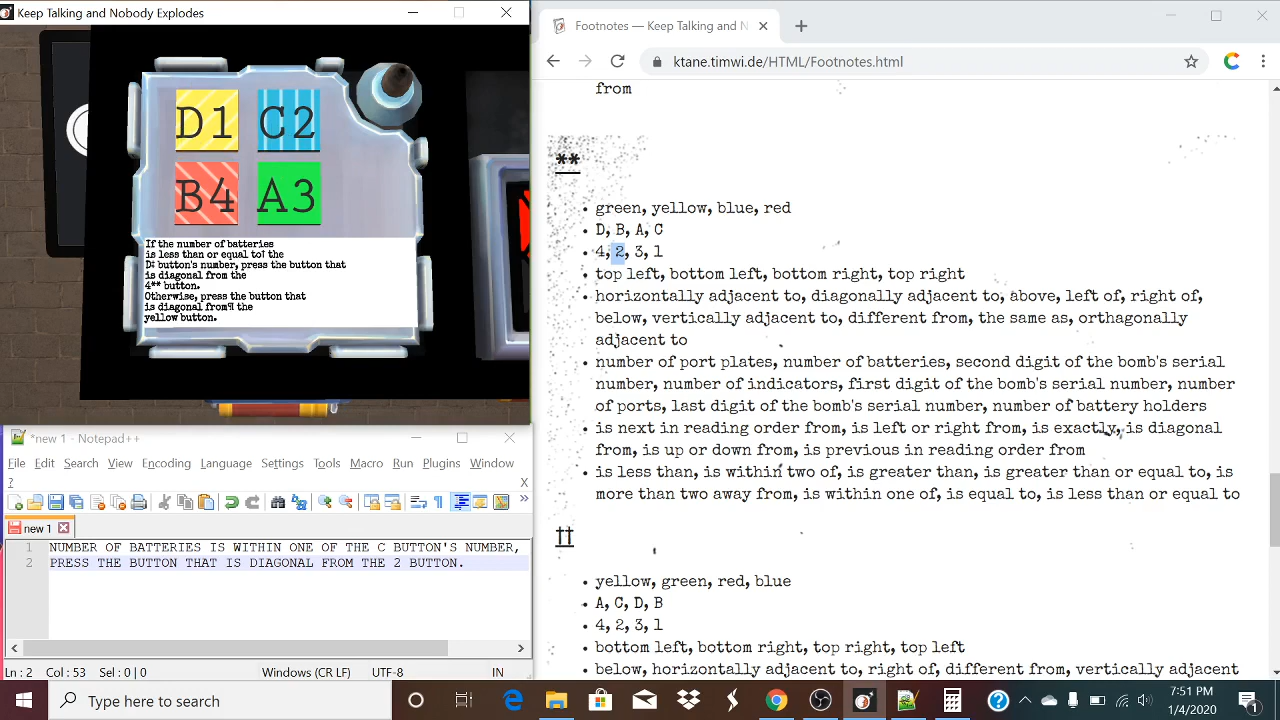 Keep Talking and Nobody Explodes
D1 C2
B4 A3
If the number of batteries
is less than or equal to† the
D‡ button's number, press the button that
is diagonal from the
4** button.
Otherwise, press the button that
is diagonal from¶ the
yellow button.
*new 1 - Notepad++
File Edit Search View Encoding Language Settings Tools Macro Run Plugins Window
? X
new 1
1 NUMBER OF BATTERIES IS WITHIN ONE OF THE C BUTTON'S NUMBER,
2 PRESS THE BUTTON THAT IS DIAGONAL FROM THE 2 BUTTON.
Ln : 2 Col : 53 Sel : 0 | 0 Windows (CR LF) UTF-8 IN
Footnotes — Keep Talking and N
ktane.timwi.de/HTML/Footnotes.html
from
**
• green, yellow, blue, red
• D, B, A, C
• 4, 2, 3, 1
• top left, bottom left, bottom right, top right
• horizontally adjacent to, diagonally adjacent to, above, left of, right of,
below, vertically adjacent to, different from, the same as, orthagonally
adjacent to
• number of port plates, number of batteries, second digit of the bomb's serial
number, number of indicators, first digit of the bomb's serial number, number
of ports, last digit of the bomb's serial number, number of battery holders
• is next in reading order from, is left or right from, is exactly, is diagonal
from, is up or down from, is previous in reading order from
• is less than, is within two of, is greater than, is greater than or equal to, is
more than two away from, is within one of, is equal to, is less than or equal to
††
• yellow, green, red, blue
• A, C, D, B
• 4, 2, 3, 1
• bottom left, bottom right, top right, top left
• below, horizontally adjacent to, right of, different from, vertically adjacent
Type here to search
7:51 PM
1/4/2020
1